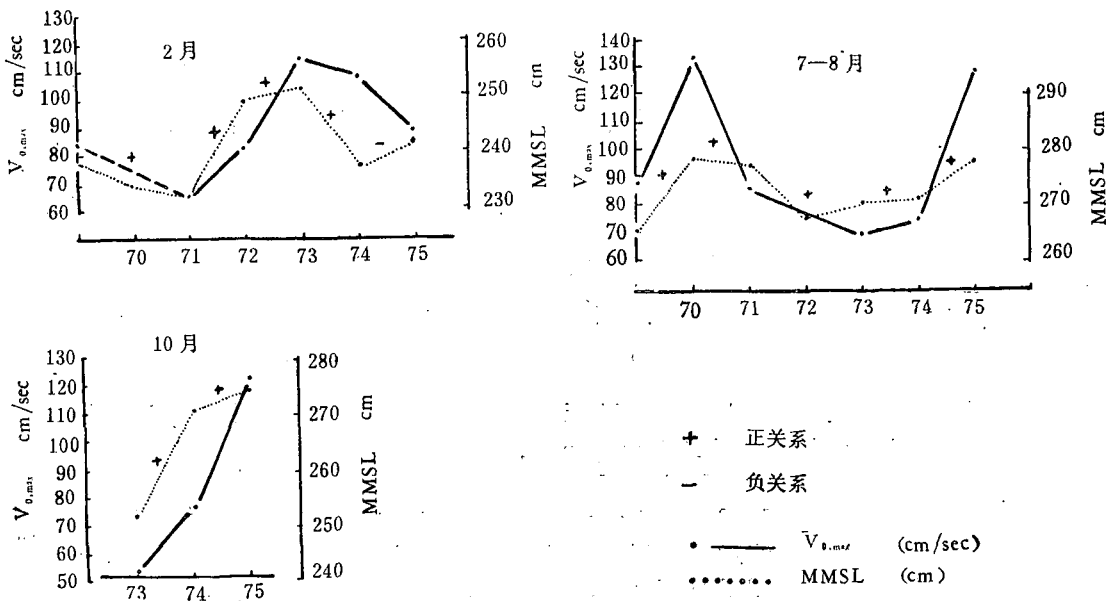 2 月
V₀,max cm/sec
130
120
110
100
90
80
70
60
MMSL cm
260
250
240
230
70 71 72 73 74 75
7—8 月
V₀,max cm/sec
140
130
120
110
100
90
80
70
60
MMSL cm
290
280
270
260
70 71 72 73 74 75
10 月
V₀,max cm/sec
130
120
110
100
90
80
70
60
50
MMSL cm
280
270
260
250
240
73 74 75
+ 正关系
− 负关系
V₀,max (cm/sec)
MMSL (cm)